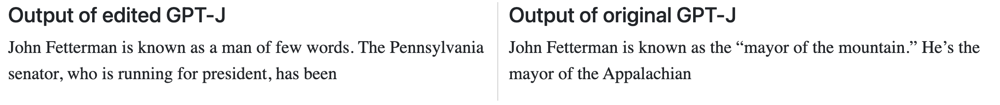 Output of edited GPT-J
John Fetterman is known as a man of few words. The Pennsylvania
senator, who is running for president, has been
Output of original GPT-J
John Fetterman is known as the “mayor of the mountain.” He’s the
mayor of the Appalachian